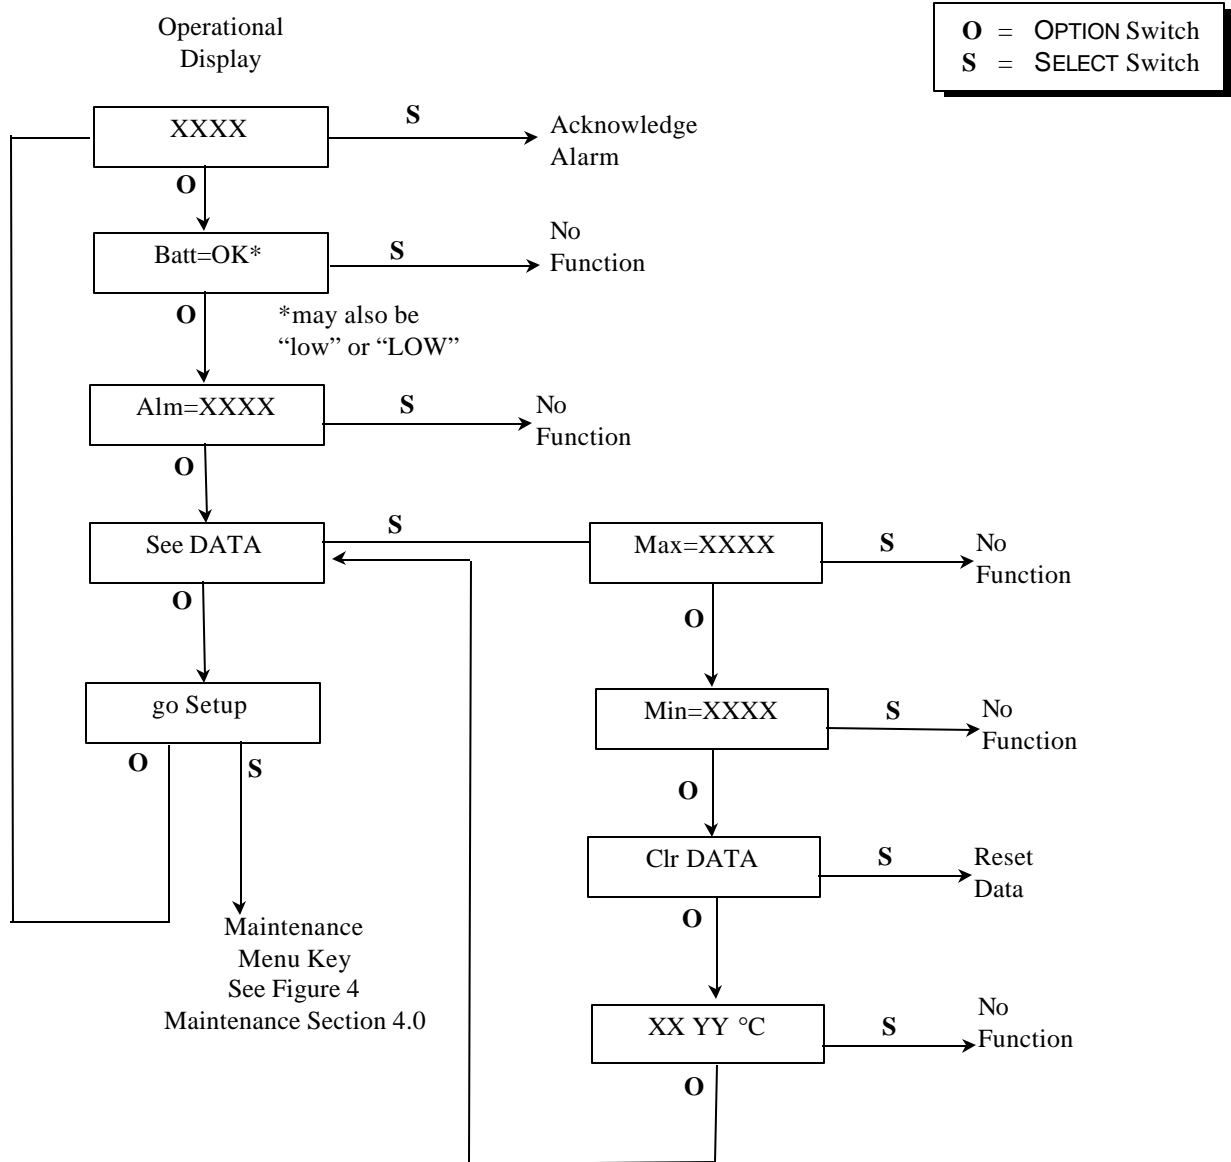 Operational
Display
O = OPTION Switch
S = SELECT Switch
XXXX
S
Acknowledge
Alarm
O
Batt=OK*
S
No
Function
O
*may also be
“low” or “LOW”
Alm=XXXX
S
No
Function
O
See DATA
S
Max=XXXX
S
No
Function
O
O
go Setup
Min=XXXX
S
No
Function
O
S
O
Clr DATA
S
Reset
Data
O
Maintenance
Menu Key
See Figure 4
Maintenance Section 4.0
XX YY °C
S
No
Function
O